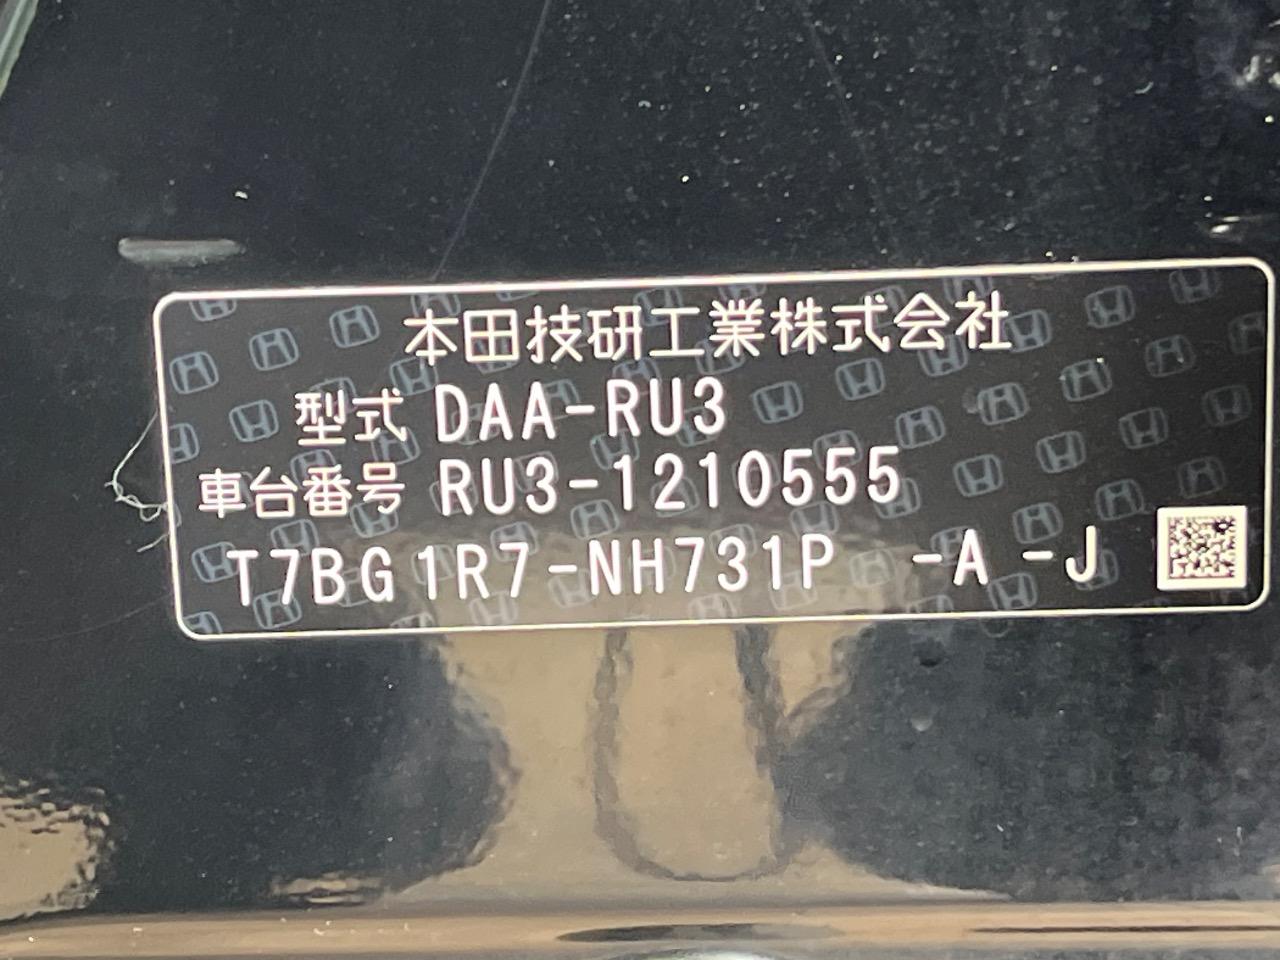 本田技研工業株式会社
型式 DAA-RU3
車台番号 RU3-1210555
T7BG1R7-NH731P -A -J